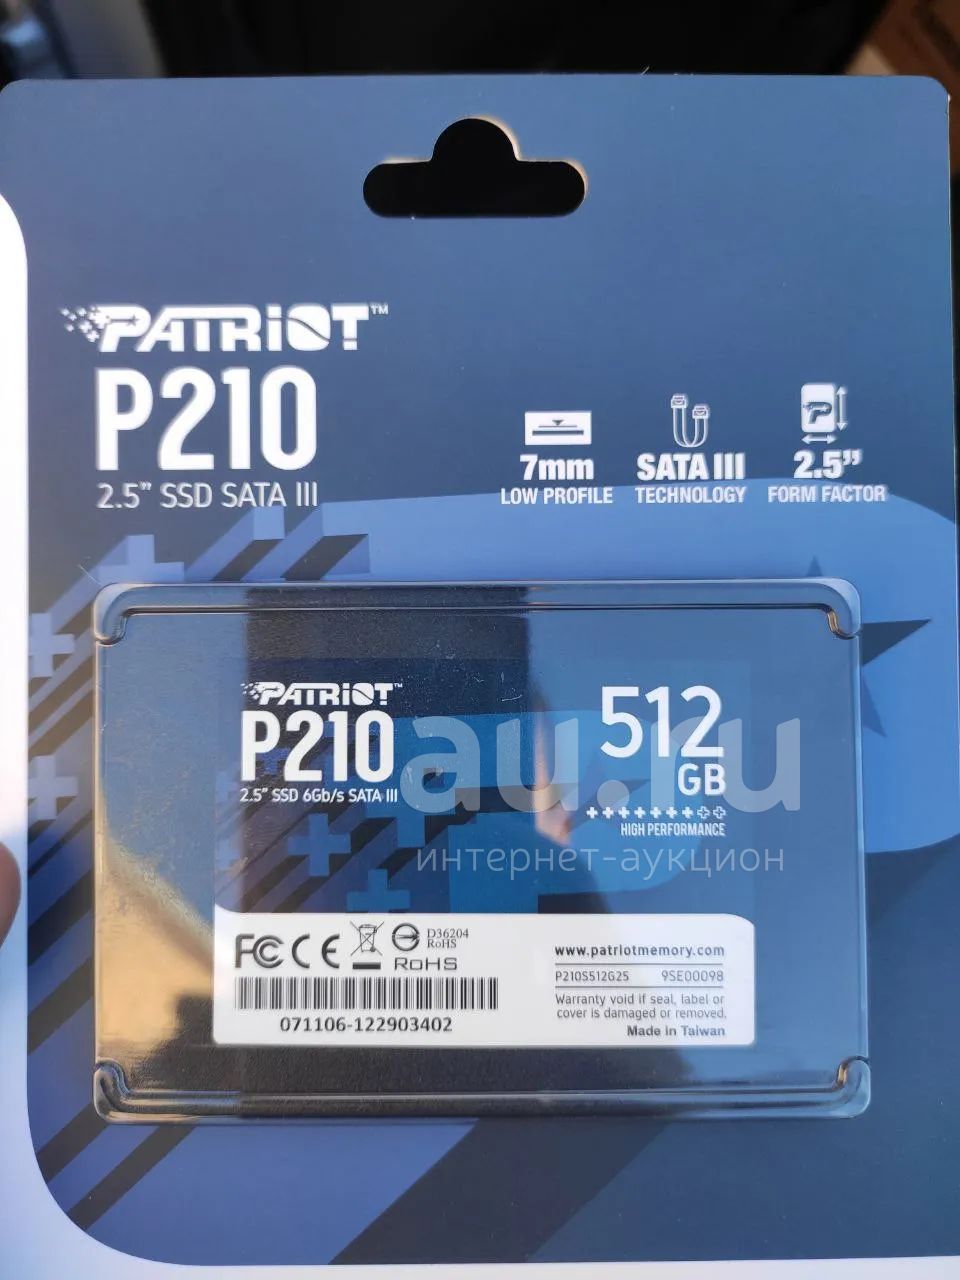 PATRiOT™
P210
2.5” SSD SATA III
7mm
LOW PROFILE
SATA III
TECHNOLOGY
2.5”
FORM FACTOR
PATRiOT™
P210
2.5” SSD 6Gb/s SATA III
512
GB
HIGH PERFORMANCE
au.ru
интернет-аукцион
FC CE
D36204
RoHS
RoHS
071106-122903402
www.patriotmemory.com
P210S512G25 9SE00098
Warranty void if seal, label or
cover is damaged or removed.
Made in Taiwan